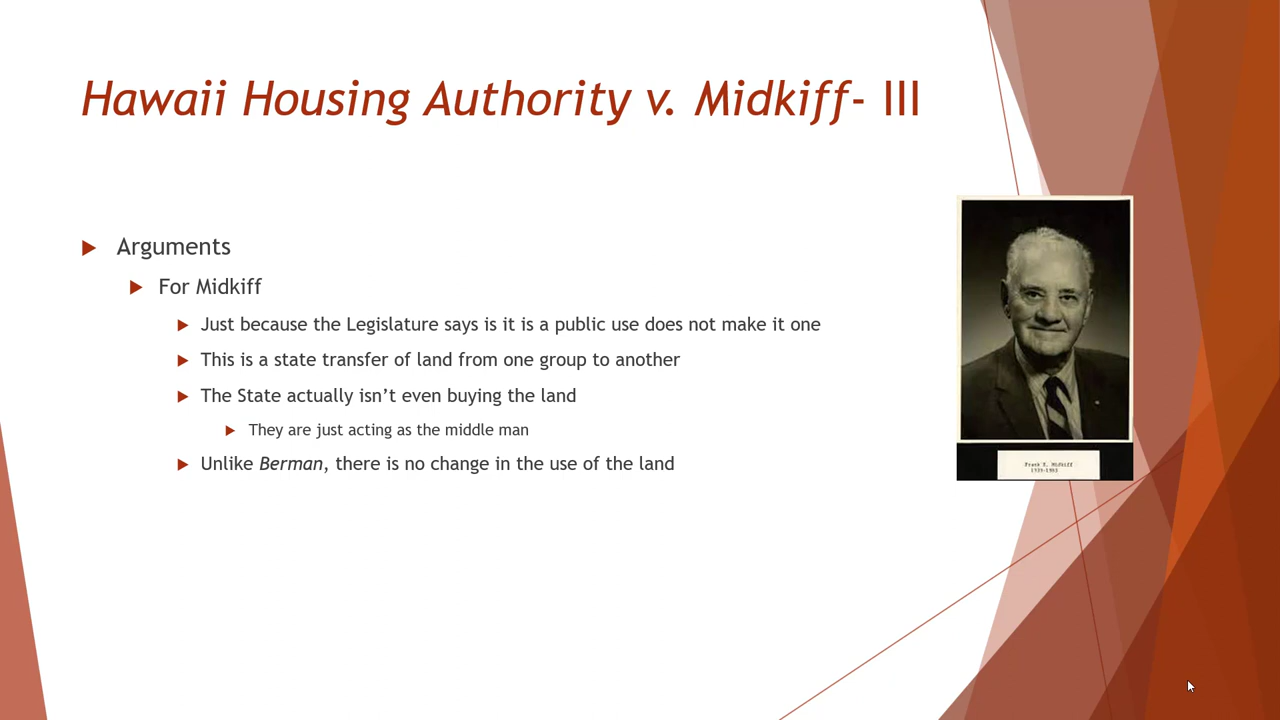 Hawaii Housing Authority v. Midkiff- III
Arguments
For Midkiff
Just because the Legislature says is it is a public use does not make it one
This is a state transfer of land from one group to another
The State actually isn’t even buying the land
They are just acting as the middle man
Unlike Berman, there is no change in the use of the land
Frank E. Midkiff